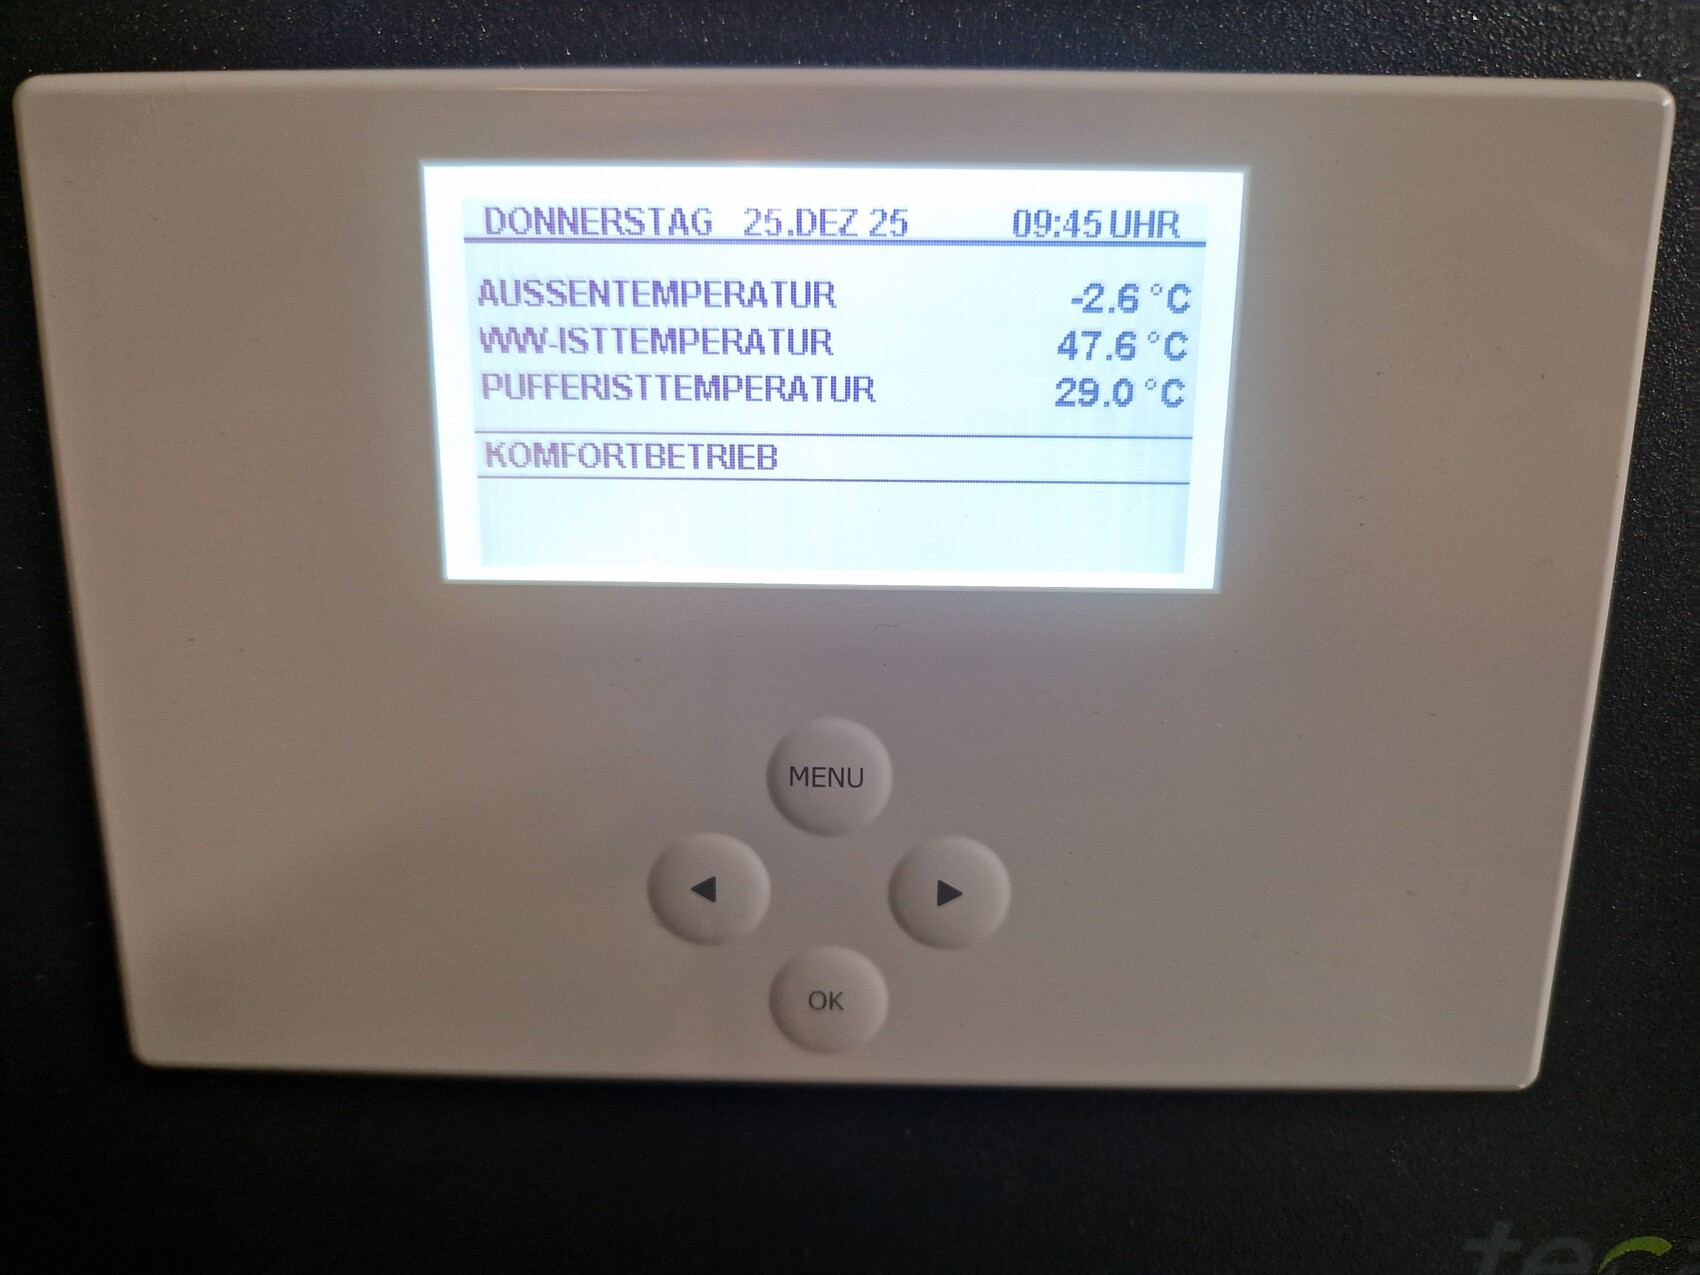 DONNERSTAG 25.DEZ 25 09:45 UHR
AUSSENTEMPERATUR -2.6 °C
WW-ISTTEMPERATUR 47.6 °C
PUFFERISTTEMPERATUR 29.0 °C
KOMFORTBETRIEB
MENU
◄ ►
OK